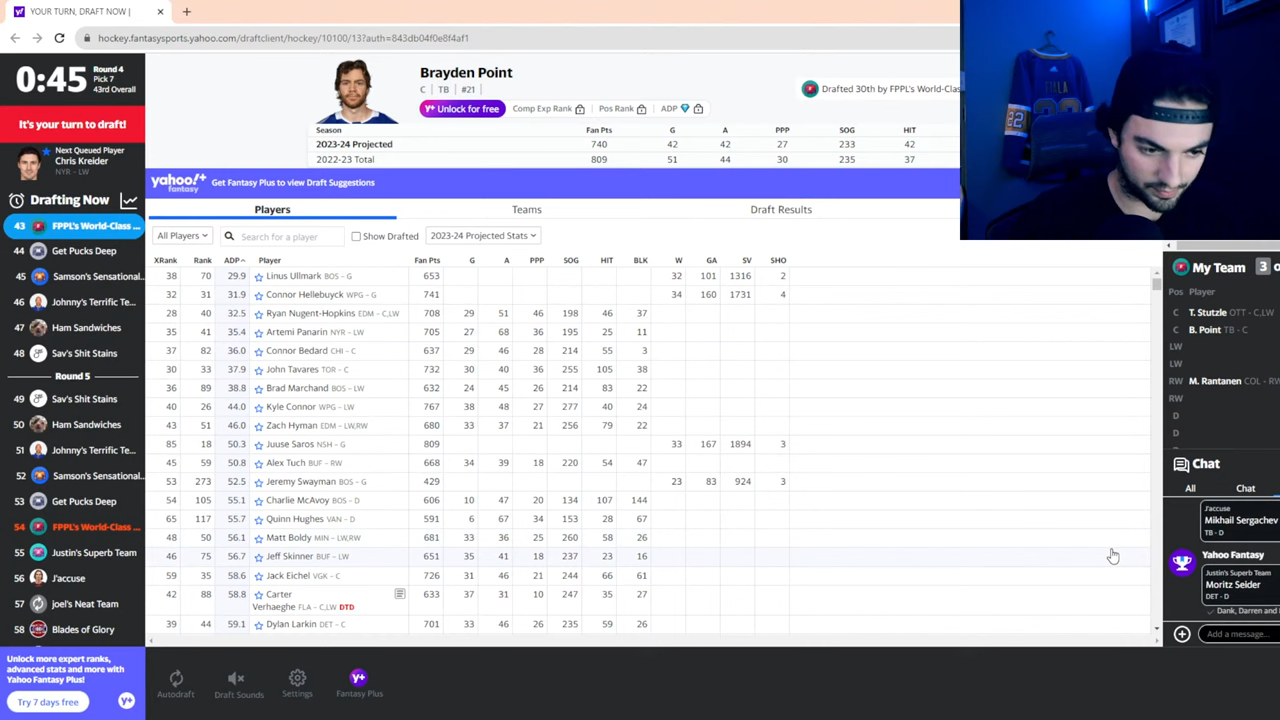 YOUR TURN, DRAFT NOW |
hockey.fantasysports.yahoo.com/draftclient/hockey/10100/13?auth=843db04f0e8f4af1
0:45
Round 4
Pick 7
43rd Overall
It's your turn to draft!
Next Queued Player
Chris Kreider
NYR - LW
Drafting Now
43 FPPL's World-Class ...
44 Get Pucks Deep
45 Samson's Sensational...
46 Johnny's Terrific Te...
47 Ham Sandwiches
48 Sav's Shit Stains
Round 5
49 Sav's Shit Stains
50 Ham Sandwiches
51 Johnny's Terrific Te...
52 Samson's Sensational...
53 Get Pucks Deep
54 FPPL's World-Class ...
55 Justin's Superb Team
56 J'accuse
57 Joel's Neat Team
58 Blades of Glory
Unlock more expert ranks,
advanced stats and more with
Yahoo Fantasy Plus!
Try 7 days free
y+
Brayden Point
C | TB | #21 |
Y+ Unlock for free Comp Exp Rank Pos Rank ADP
Drafted 30th by FPPL's World-Clas
Season Fan Pts G A PPP SOG HIT
2023-24 Projected 740 42 42 27 233 42
2022-23 Total 809 51 44 30 235 37
yahoo!+ fantasy Get Fantasy Plus to view Draft Suggestions
Players Teams Draft Results
All Players Search for a player Show Drafted 2023-24 Projected Stats
XRank Rank ADP Player Fan Pts G A PPP SOG HIT BLK W GA SV SHO
38 70 29.9 Linus Ullmark BOS - G 653 32 101 1316 2
32 31 31.9 Connor Hellebuyck WPG - G 741 34 160 1731 4
28 40 32.5 Ryan Nugent-Hopkins EDM - C,LW 708 29 51 46 198 46 37
35 41 35.4 Artemi Panarin NYR - LW 705 27 68 36 195 25 11
37 82 36.0 Connor Bedard CHI - C 637 29 46 28 214 55 3
30 33 37.9 John Tavares TOR - C 732 30 40 36 255 105 38
36 89 38.8 Brad Marchand BOS - LW 632 24 45 26 214 83 22
40 26 44.0 Kyle Connor WPG - LW 767 38 48 27 277 40 24
43 51 46.0 Zach Hyman EDM - LW,RW 680 33 37 21 256 79 22
85 18 50.3 Juuse Saros NSH - G 809 33 167 1894 3
45 59 50.8 Alex Tuch BUF - RW 668 34 39 18 220 54 47
53 273 52.5 Jeremy Swayman BOS - G 429 23 83 924 3
54 105 55.1 Charlie McAvoy BOS - D 606 10 47 20 134 107 144
65 117 55.7 Quinn Hughes VAN - D 591 6 67 34 153 28 67
48 50 56.1 Matt Boldy MIN - LW,RW 681 33 38 25 260 58 26
46 75 56.7 Jeff Skinner BUF - LW 651 35 41 18 237 23 16
59 35 58.6 Jack Eichel VGK - C 726 31 46 21 244 66 61
42 88 58.8 Carter Verhaeghe FLA - C,LW DTD 633 37 31 10 247 35 27
39 44 59.1 Dylan Larkin DET - C 701 33 46 26 235 59 26
Autodraft
Draft Sounds
Settings
Fantasy Plus
My Team 3 o
Pos Player
C T. Stutzle OTT - C,LW
C B. Point TB - C
LW
LW
RW M. Rantanen COL - RW
RW
D
D
Chat
All Chat
J'accuse
Mikhail Sergachev
TB - D
Yahoo Fantasy
Justin's Superb Team
Moritz Seider
DET - D
Dank, Darren and
Add a message...